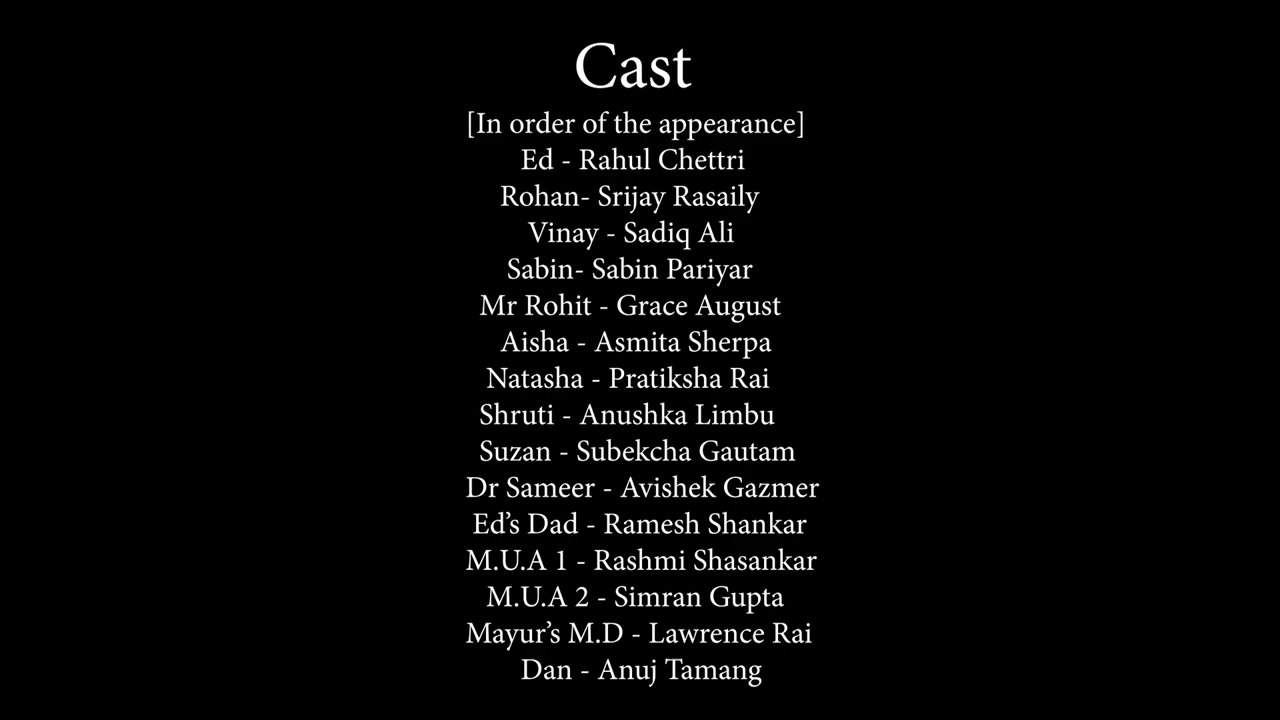 Cast
[In order of the appearance]
Ed - Rahul Chettri
Rohan- Srijay Rasaily
Vinay - Sadiq Ali
Sabin- Sabin Pariyar
Mr Rohit - Grace August
Aisha - Asmita Sherpa
Natasha - Pratiksha Rai
Shruti - Anushka Limbu
Suzan - Subekcha Gautam
Dr Sameer - Avishek Gazmer
Ed’s Dad - Ramesh Shankar
M.U.A 1 - Rashmi Shasankar
M.U.A 2 - Simran Gupta
Mayur’s M.D - Lawrence Rai
Dan - Anuj Tamang